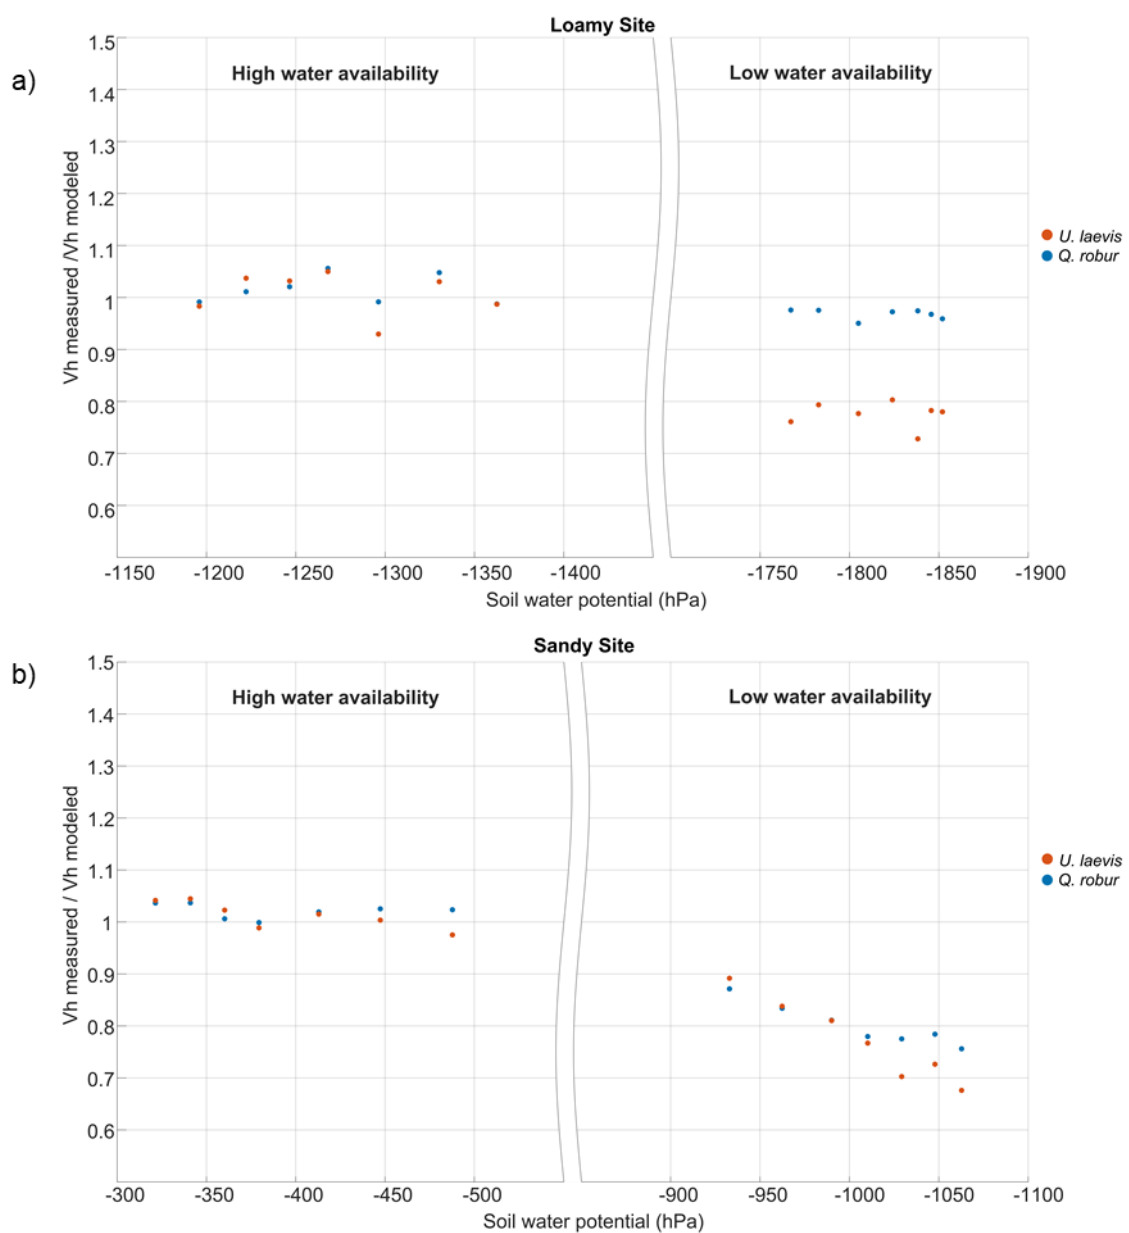 Loamy Site
a)
High water availability
Low water availability
1.5
1.4
1.3
1.2
1.1
1
0.9
0.8
0.7
0.6
Vh measured /Vh modeled
U. laevis
Q. robur
-1150 -1200 -1250 -1300 -1350 -1400 -1750 -1800 -1850 -1900
Soil water potential (hPa)
Sandy Site
b)
High water availability
Low water availability
1.5
1.4
1.3
1.2
1.1
1
0.9
0.8
0.7
0.6
Vh measured / Vh modeled
U. laevis
Q. robur
-300 -350 -400 -450 -500 -900 -950 -1000 -1050 -1100
Soil water potential (hPa)